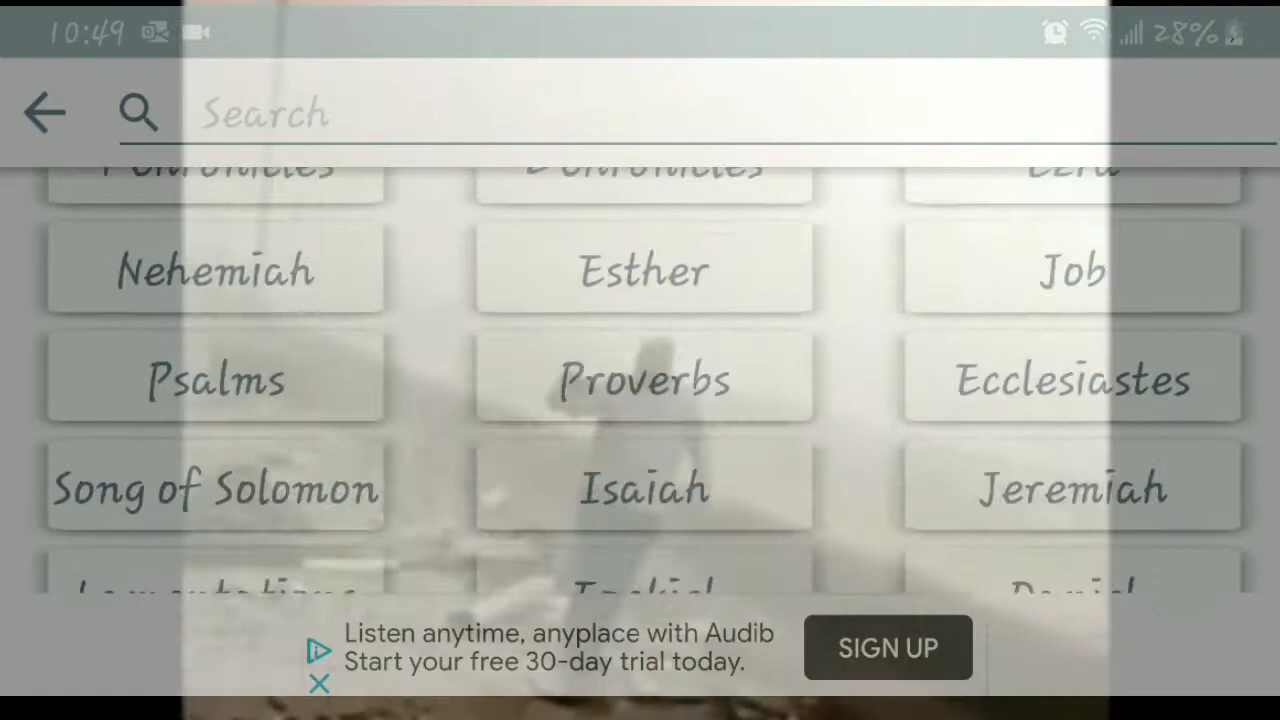 10:49 28%
Search
Nehemiah Esther Job
Psalms Proverbs Ecclesiastes
Song of Solomon Isaiah Jeremiah
Listen anytime, anyplace with Audib
Start your free 30-day trial today.
SIGN UP